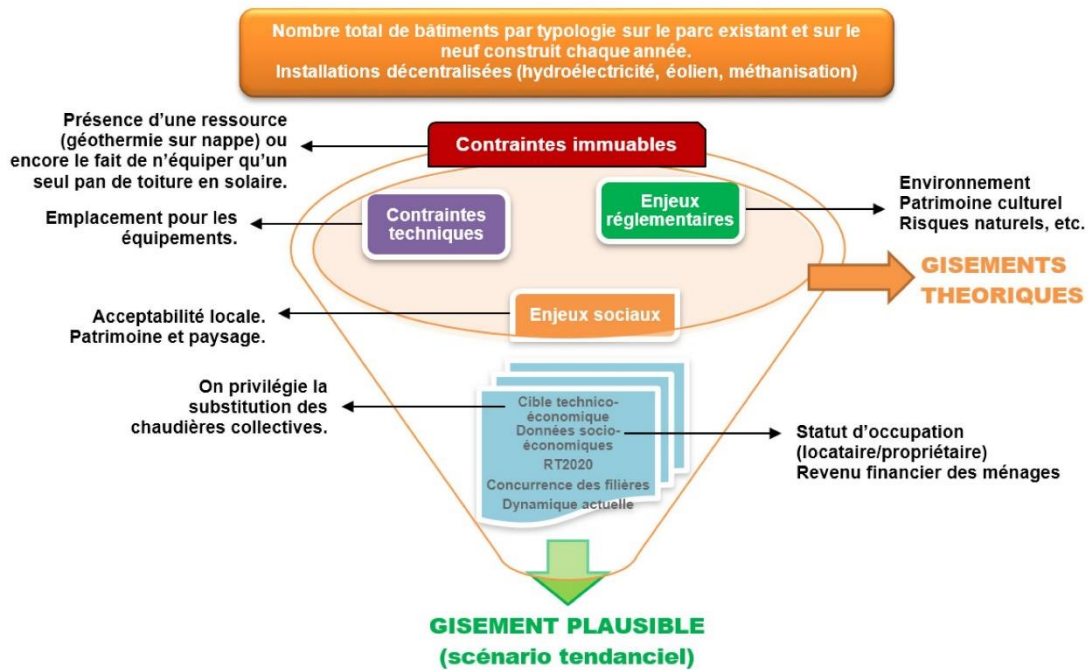 Nombre total de bâtiments par typologie sur le parc existant et sur le
neuf construit chaque année.
Installations décentralisées (hydroélectricité, éolien, méthanisation)
Présence d'une ressource
(géothermie sur nappe) ou
encore le fait de n'équiper qu'un
seul pan de toiture en solaire.
Contraintes immuables
Emplacement pour les
équipements.
Contraintes
techniques
Enjeux
réglementaires
Environnement
Patrimoine culturel
Risques naturels, etc.
GISEMENTS
THEORIQUES
Acceptabilité locale.
Patrimoine et paysage.
Enjeux sociaux
On privilégie la
substitution des
chaudières collectives.
Cible technico-
économique
Données socio-
économiques
RT2020
Concurrence des filières
Dynamique actuelle
Statut d'occupation
(locataire/propriétaire)
Revenu financier des ménages
GISEMENT PLAUSIBLE
(scénario tendanciel)